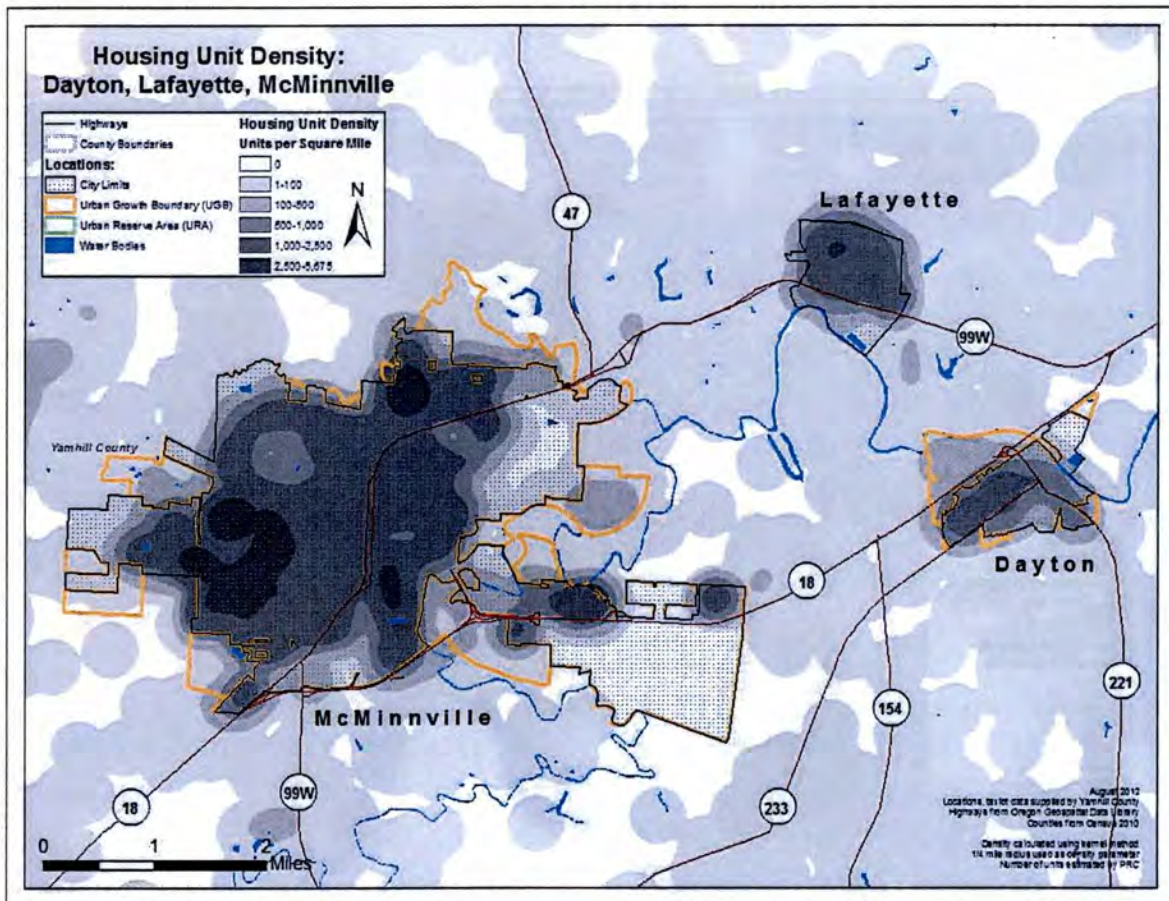 Housing Unit Density:
Dayton, Lafayette, McMinnville
Highways
County Boundaries
Locations:
City Limits
Urban Growth Boundary (UGB)
Urban Reserve Area (URA)
Water Bodies
Housing Unit Density
Units per Square Mile
0
1-100
100-500
500-1,000
1,000-2,500
2,500-5,675
N
47
Lafayette
99W
Yamhill County
Dayton
18
McMinnville
221
154
18
99W
233
0 1 2
Miles
August 2012
Locations, taxlot data supplied by Yamhill County
Highways from Oregon Geospatial Data Library
Counties from Census 2010
Density calculated using kernel method
1/4 mile radius used as density parameter
Number of units estimated by PRC